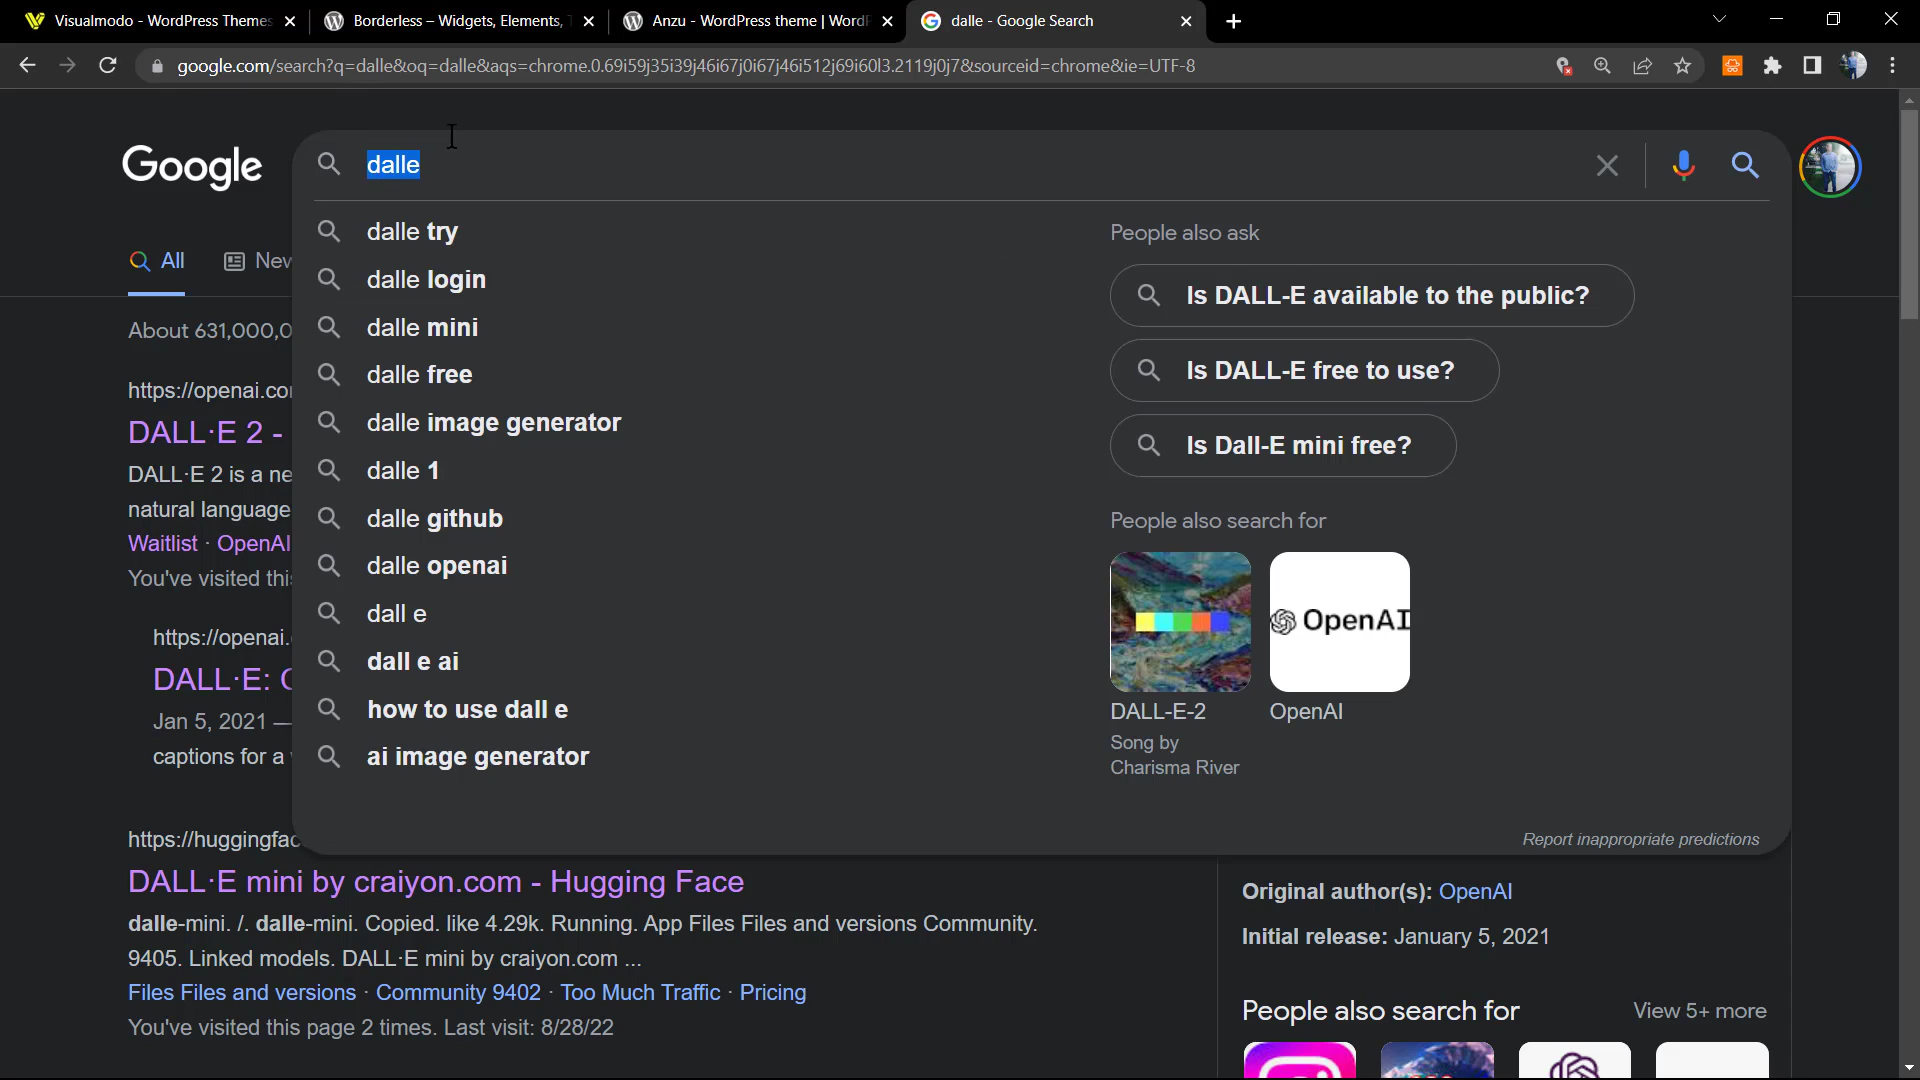 Visualmodo - WordPress Themes
Borderless – Widgets, Elements,
Anzu - WordPress theme | Word
dalle - Google Search
google.com/search?q=dalle&oq=dalle&aqs=chrome.0.69i59j35i39j46i67j0i67j46i512j69i60l3.2119j0j7&sourceid=chrome&ie=UTF-8
Google
dalle
All
New
About 631,000,0
dalle try
dalle login
dalle mini
dalle free
dalle image generator
dalle 1
dalle github
dalle openai
dall e
dall e ai
how to use dall e
ai image generator
People also ask
Is DALL-E available to the public?
Is DALL-E free to use?
Is Dall-E mini free?
People also search for
OpenAI
DALL-E-2
Song by
Charisma River
OpenAI
Report inappropriate predictions
https://openai.co
DALL·E 2 -
DALL·E 2 is a ne
natural language
Waitlist · OpenAI
You've visited this
https://openai.
DALL·E:
Jan 5, 2021 —
captions for a
https://huggingfac
DALL·E mini by craiyon.com - Hugging Face
dalle-mini. /. dalle-mini. Copied. like 4.29k. Running. App Files Files and versions Community.
9405. Linked models. DALL·E mini by craiyon.com ...
Files Files and versions · Community 9402 · Too Much Traffic · Pricing
You've visited this page 2 times. Last visit: 8/28/22
Original author(s): OpenAI
Initial release: January 5, 2021
People also search for
View 5+ more